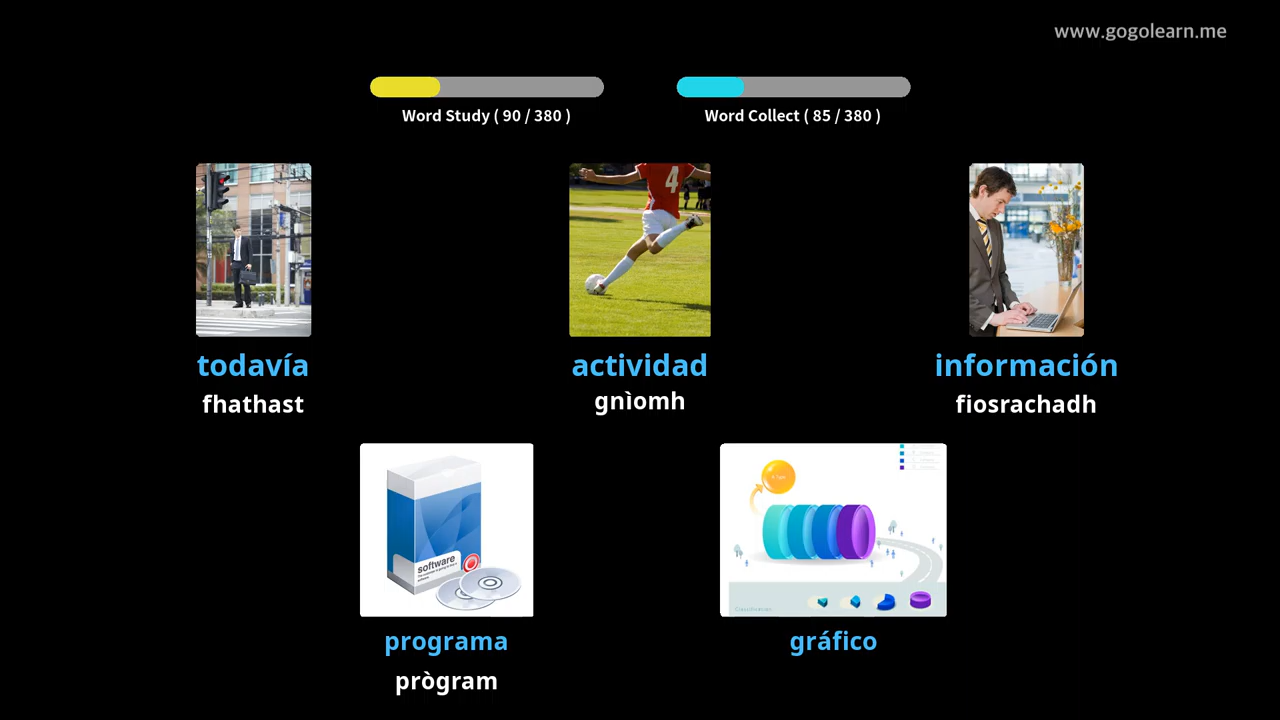 www.gogolearn.me
Word Study ( 90 / 380 )
Word Collect ( 85 / 380 )
4
todavía
actividad
información
fhathast
gnìomh
fiosrachadh
software
programa
gráfico
prògram